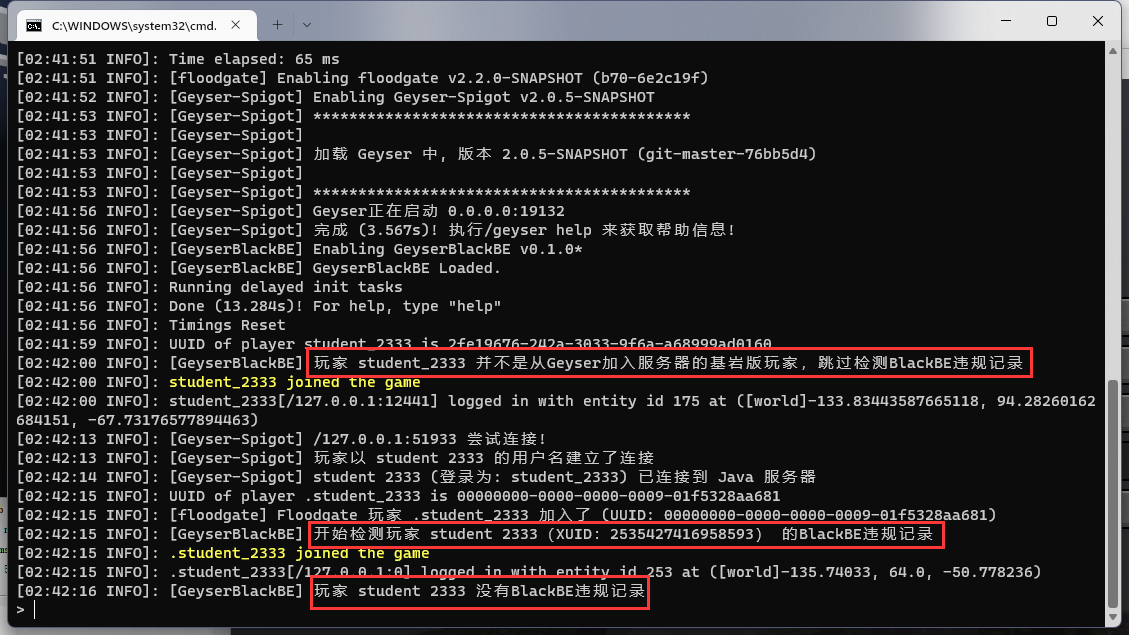 C:\WINDOWS\system32\cmd.
[02:41:51 INFO]: Time elapsed: 65 ms
[02:41:51 INFO]: [floodgate] Enabling floodgate v2.2.0-SNAPSHOT (b70-6e2c19f)
[02:41:52 INFO]: [Geyser-Spigot] Enabling Geyser-Spigot v2.0.5-SNAPSHOT
[02:41:53 INFO]: [Geyser-Spigot] ******************************************
[02:41:53 INFO]: [Geyser-Spigot]
[02:41:53 INFO]: [Geyser-Spigot] 加载 Geyser 中, 版本 2.0.5-SNAPSHOT (git-master-76bb5d4)
[02:41:53 INFO]: [Geyser-Spigot]
[02:41:53 INFO]: [Geyser-Spigot] ******************************************
[02:41:56 INFO]: [Geyser-Spigot] Geyser正在启动 0.0.0.0:19132
[02:41:56 INFO]: [Geyser-Spigot] 完成 (3.567s)! 执行/geyser help 来获取帮助信息!
[02:41:56 INFO]: [GeyserBlackBE] Enabling GeyserBlackBE v0.1.0*
[02:41:56 INFO]: [GeyserBlackBE] GeyserBlackBE Loaded.
[02:41:56 INFO]: Running delayed init tasks
[02:41:56 INFO]: Done (13.284s)! For help, type "help"
[02:41:56 INFO]: Timings Reset
[02:41:59 INFO]: UUID of player student_2333 is 2fe19676-242a-3033-9f6a-a68999ad0160
[02:42:00 INFO]: [GeyserBlackBE] 玩家 student_2333 并不是从Geyser加入服务器的基岩版玩家, 跳过检测BlackBE违规记录
[02:42:00 INFO]: student_2333 joined the game
[02:42:00 INFO]: student_2333[/127.0.0.1:12441] logged in with entity id 175 at ([world]-133.83443587665118, 94.28260162
684151, -67.73176577894463)
[02:42:13 INFO]: [Geyser-Spigot] /127.0.0.1:51933 尝试连接!
[02:42:13 INFO]: [Geyser-Spigot] 玩家以 student 2333 的用户名建立了连接
[02:42:14 INFO]: [Geyser-Spigot] student 2333 (登录为: student_2333) 已连接到 Java 服务器
[02:42:15 INFO]: UUID of player .student_2333 is 00000000-0000-0000-0009-01f5328aa681
[02:42:15 INFO]: [floodgate] Floodgate 玩家 .student_2333 加入了 (UUID: 00000000-0000-0000-0009-01f5328aa681)
[02:42:15 INFO]: [GeyserBlackBE] 开始检测玩家 student 2333 (XUID: 2535427416958593) 的BlackBE违规记录
[02:42:15 INFO]: .student_2333 joined the game
[02:42:15 INFO]: .student_2333[/127.0.0.1:0] logged in with entity id 253 at ([world]-135.74033, 64.0, -50.778236)
[02:42:16 INFO]: [GeyserBlackBE] 玩家 student 2333 没有BlackBE违规记录
>